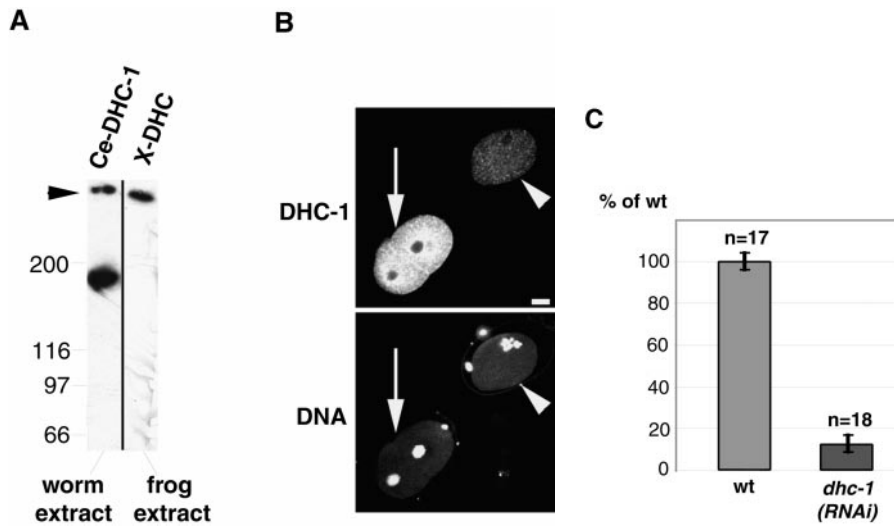 A
Ce-DHC-1
X-DHC
200
116
97
66
worm
extract
frog
extract
B
DHC-1
DNA
C
% of wt
n=17
n=18
100
80
60
40
20
0
wt
dhc-1
(RNAi)